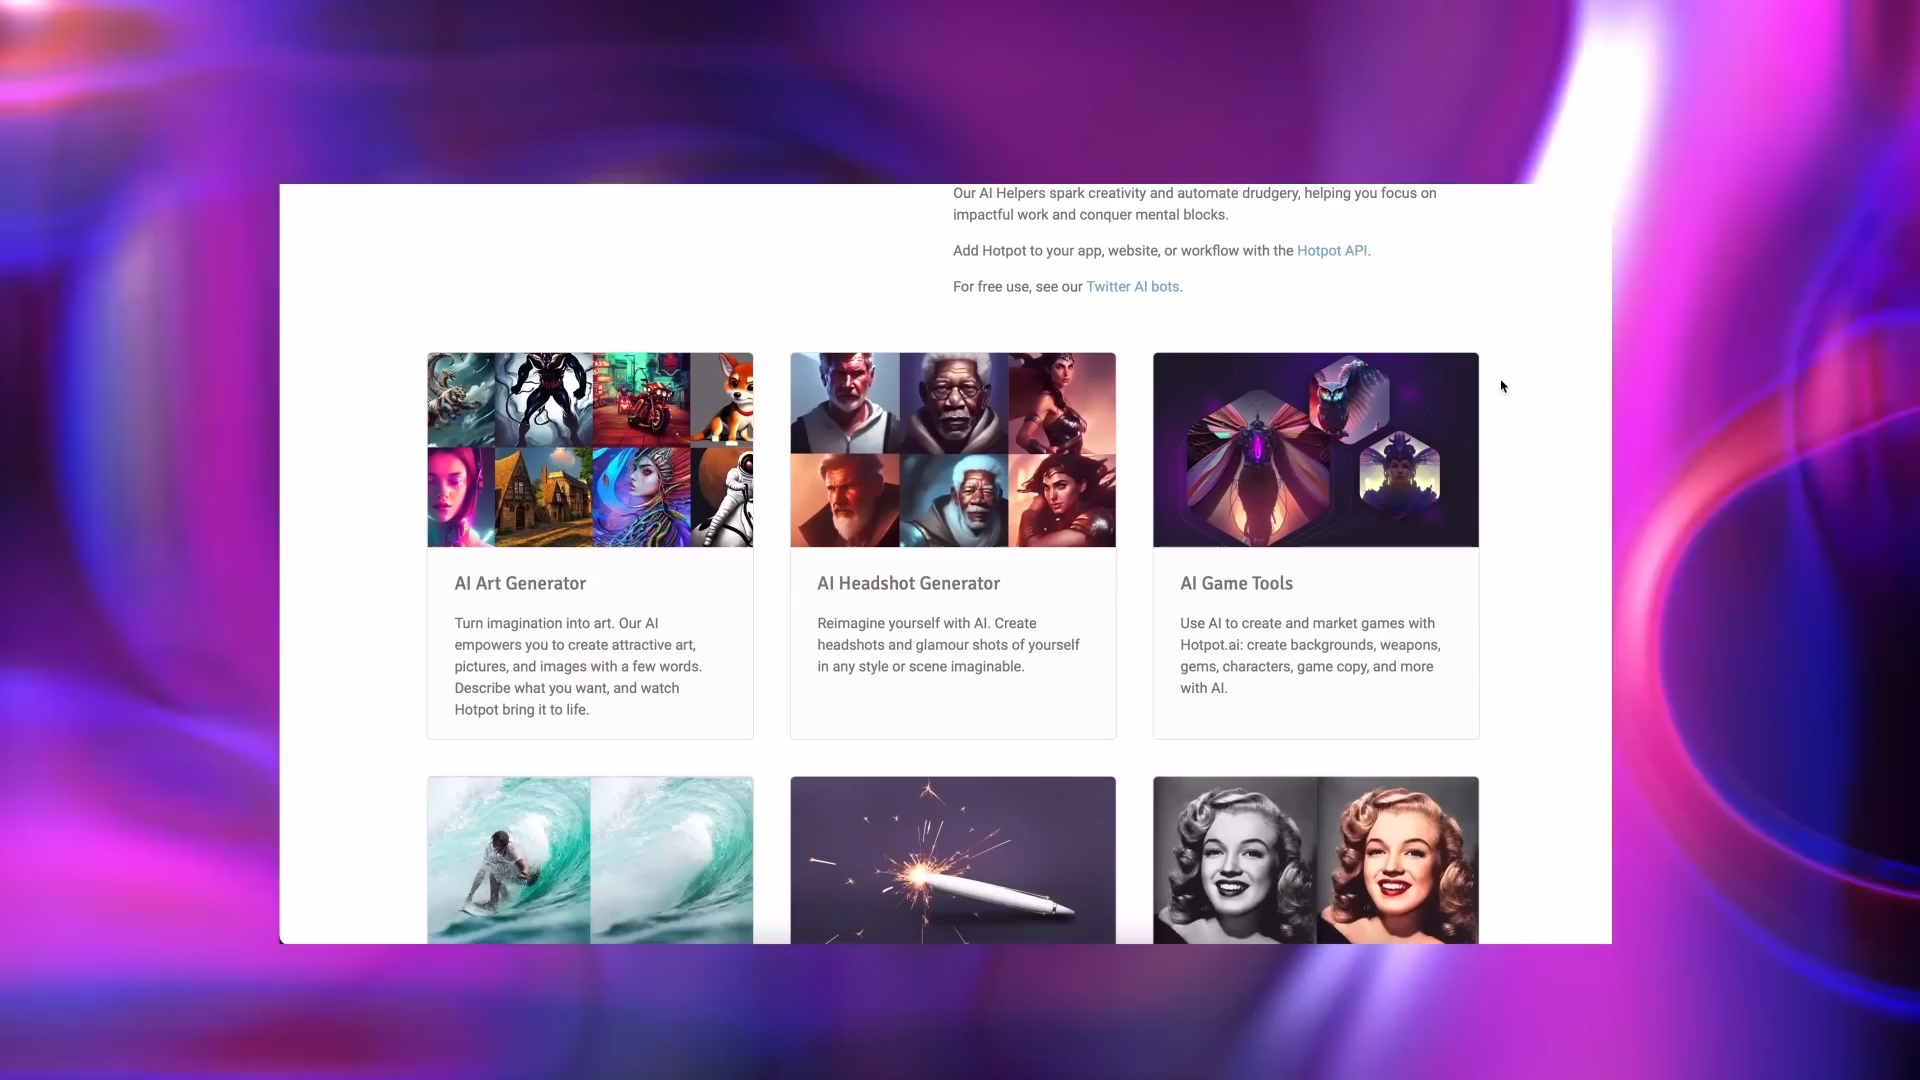 Our AI Helpers spark creativity and automate drudgery, helping you focus on
impactful work and conquer mental blocks.
Add Hotpot to your app, website, or workflow with the Hotpot API.
For free use, see our Twitter AI bots.
AI Art Generator
Turn imagination into art. Our AI
empowers you to create attractive art,
pictures, and images with a few words.
Describe what you want, and watch
Hotpot bring it to life.
AI Headshot Generator
Reimagine yourself with AI. Create
headshots and glamour shots of yourself
in any style or scene imaginable.
AI Game Tools
Use AI to create and market games with
Hotpot.ai: create backgrounds, weapons,
gems, characters, game copy, and more
with AI.